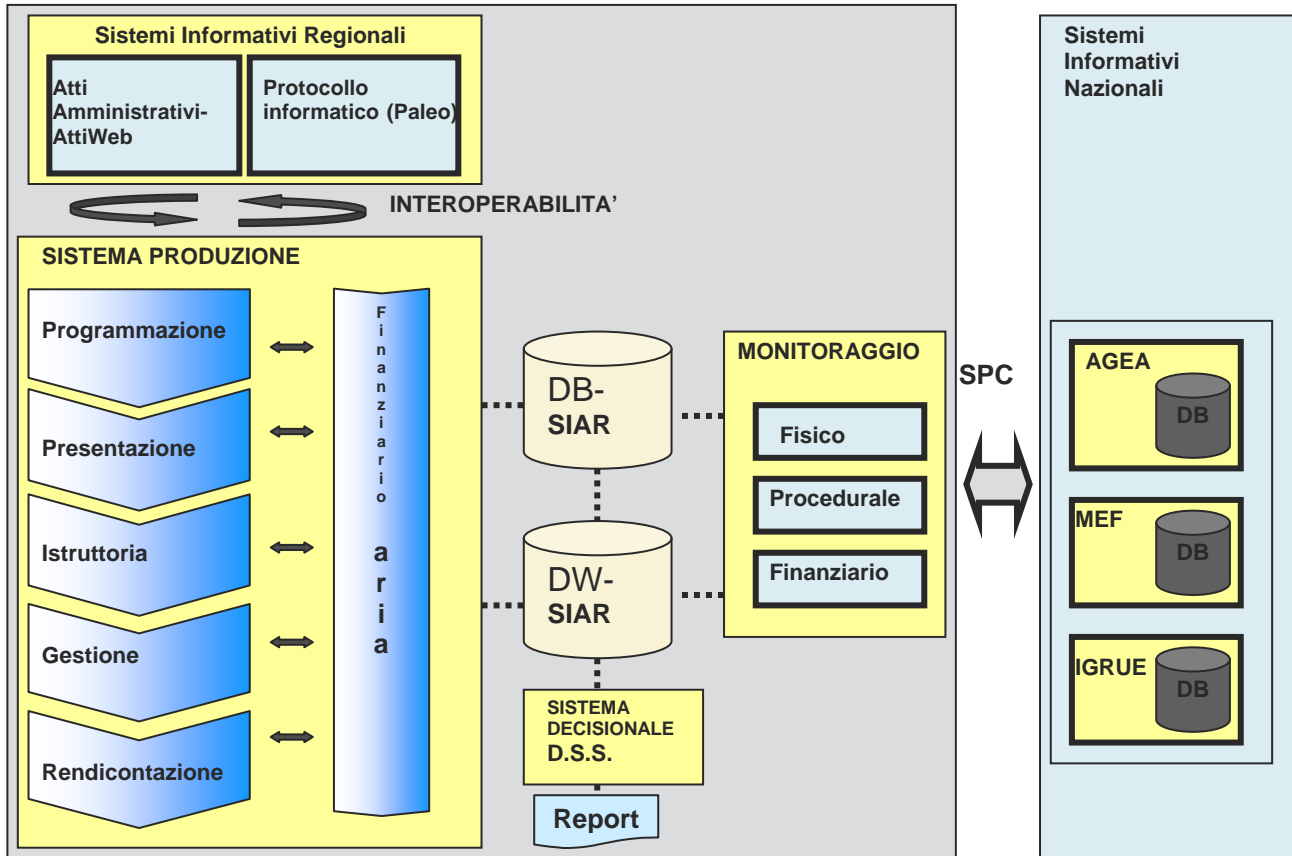 Sistemi Informativi Regionali
Atti
Amministrativi-
AttiWeb
Protocollo
informatico (Paleo)
INTEROPERABILITA’
SISTEMA PRODUZIONE
Programmazione
Presentazione
Istruttoria
Gestione
Rendicontazione
Finanziario
aria
DB-
SIAR
DW-
SIAR
SISTEMA
DECISIONALE
D.S.S.
Report
MONITORAGGIO
Fisico
Procedurale
Finanziario
SPC
Sistemi
Informativi
Nazionali
AGEA
DB
MEF
DB
IGRUE
DB